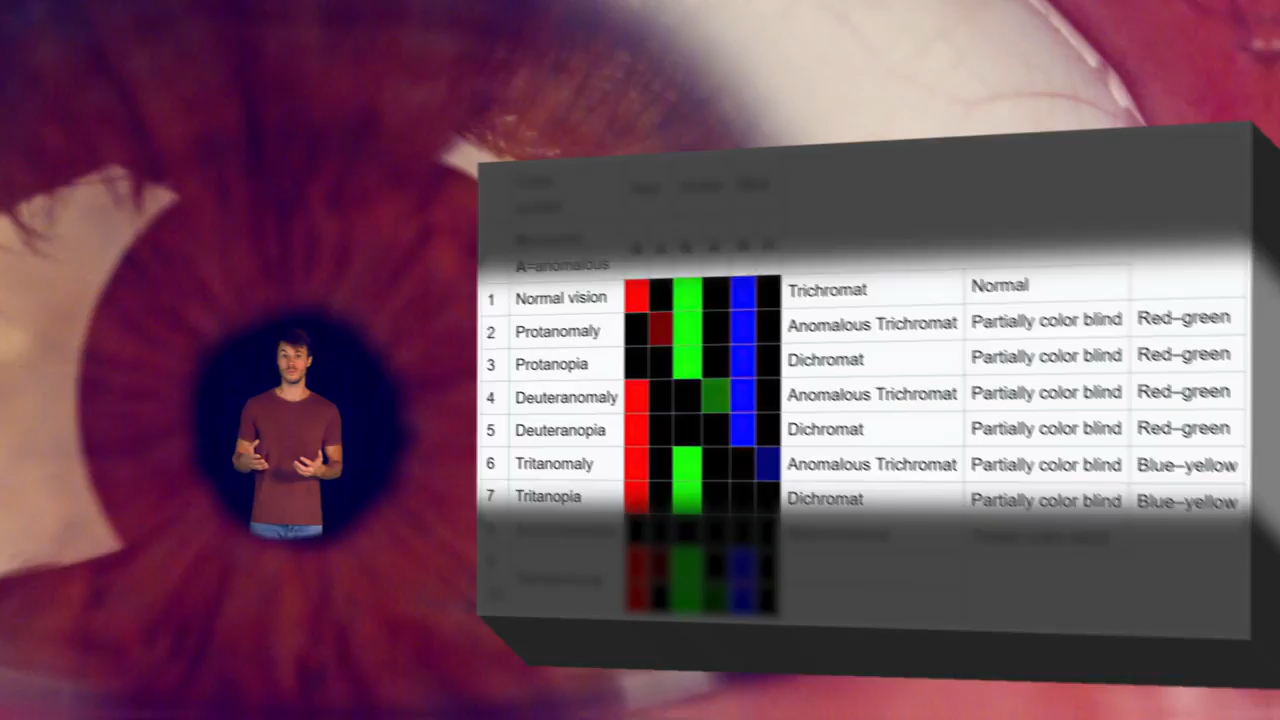 A=anomalous
1 Normal vision Trichromat Normal
2 Protanomaly Anomalous Trichromat Partially color blind Red–green
3 Protanopia Dichromat Partially color blind Red–green
4 Deuteranomaly Anomalous Trichromat Partially color blind Red–green
5 Deuteranopia Dichromat Partially color blind Red–green
6 Tritanomaly Anomalous Trichromat Partially color blind Blue–yellow
7 Tritanopia Dichromat Partially color blind Blue–yellow